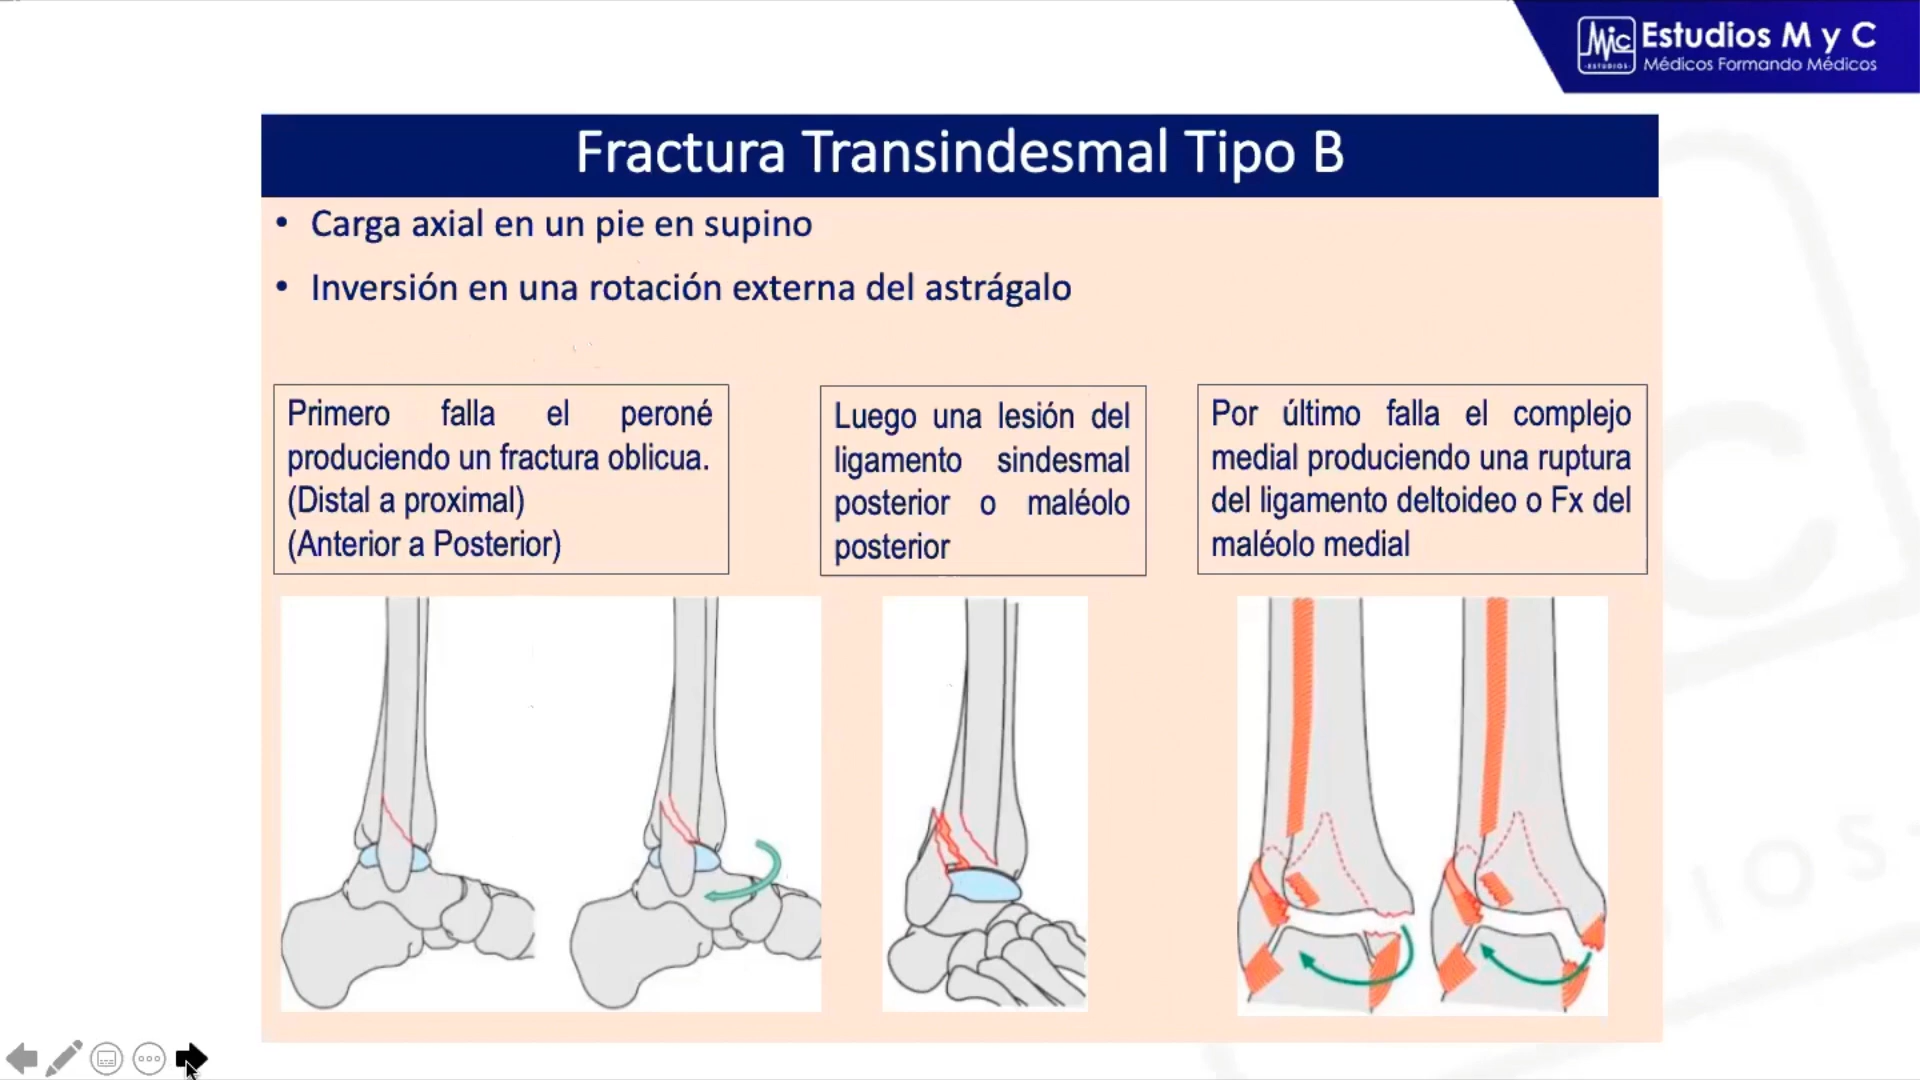 Estudios M y C
Médicos Formando Médicos
Fractura Transindesmal Tipo B
• Carga axial en un pie en supino
• Inversión en una rotación externa del astrágalo
Primero falla el peroné
produciendo un fractura oblicua.
(Distal a proximal)
(Anterior a Posterior)
Luego una lesión del
ligamento sindesmal
posterior o maléolo
posterior
Por último falla el complejo
medial produciendo una ruptura
del ligamento deltoideo o Fx del
maléolo medial